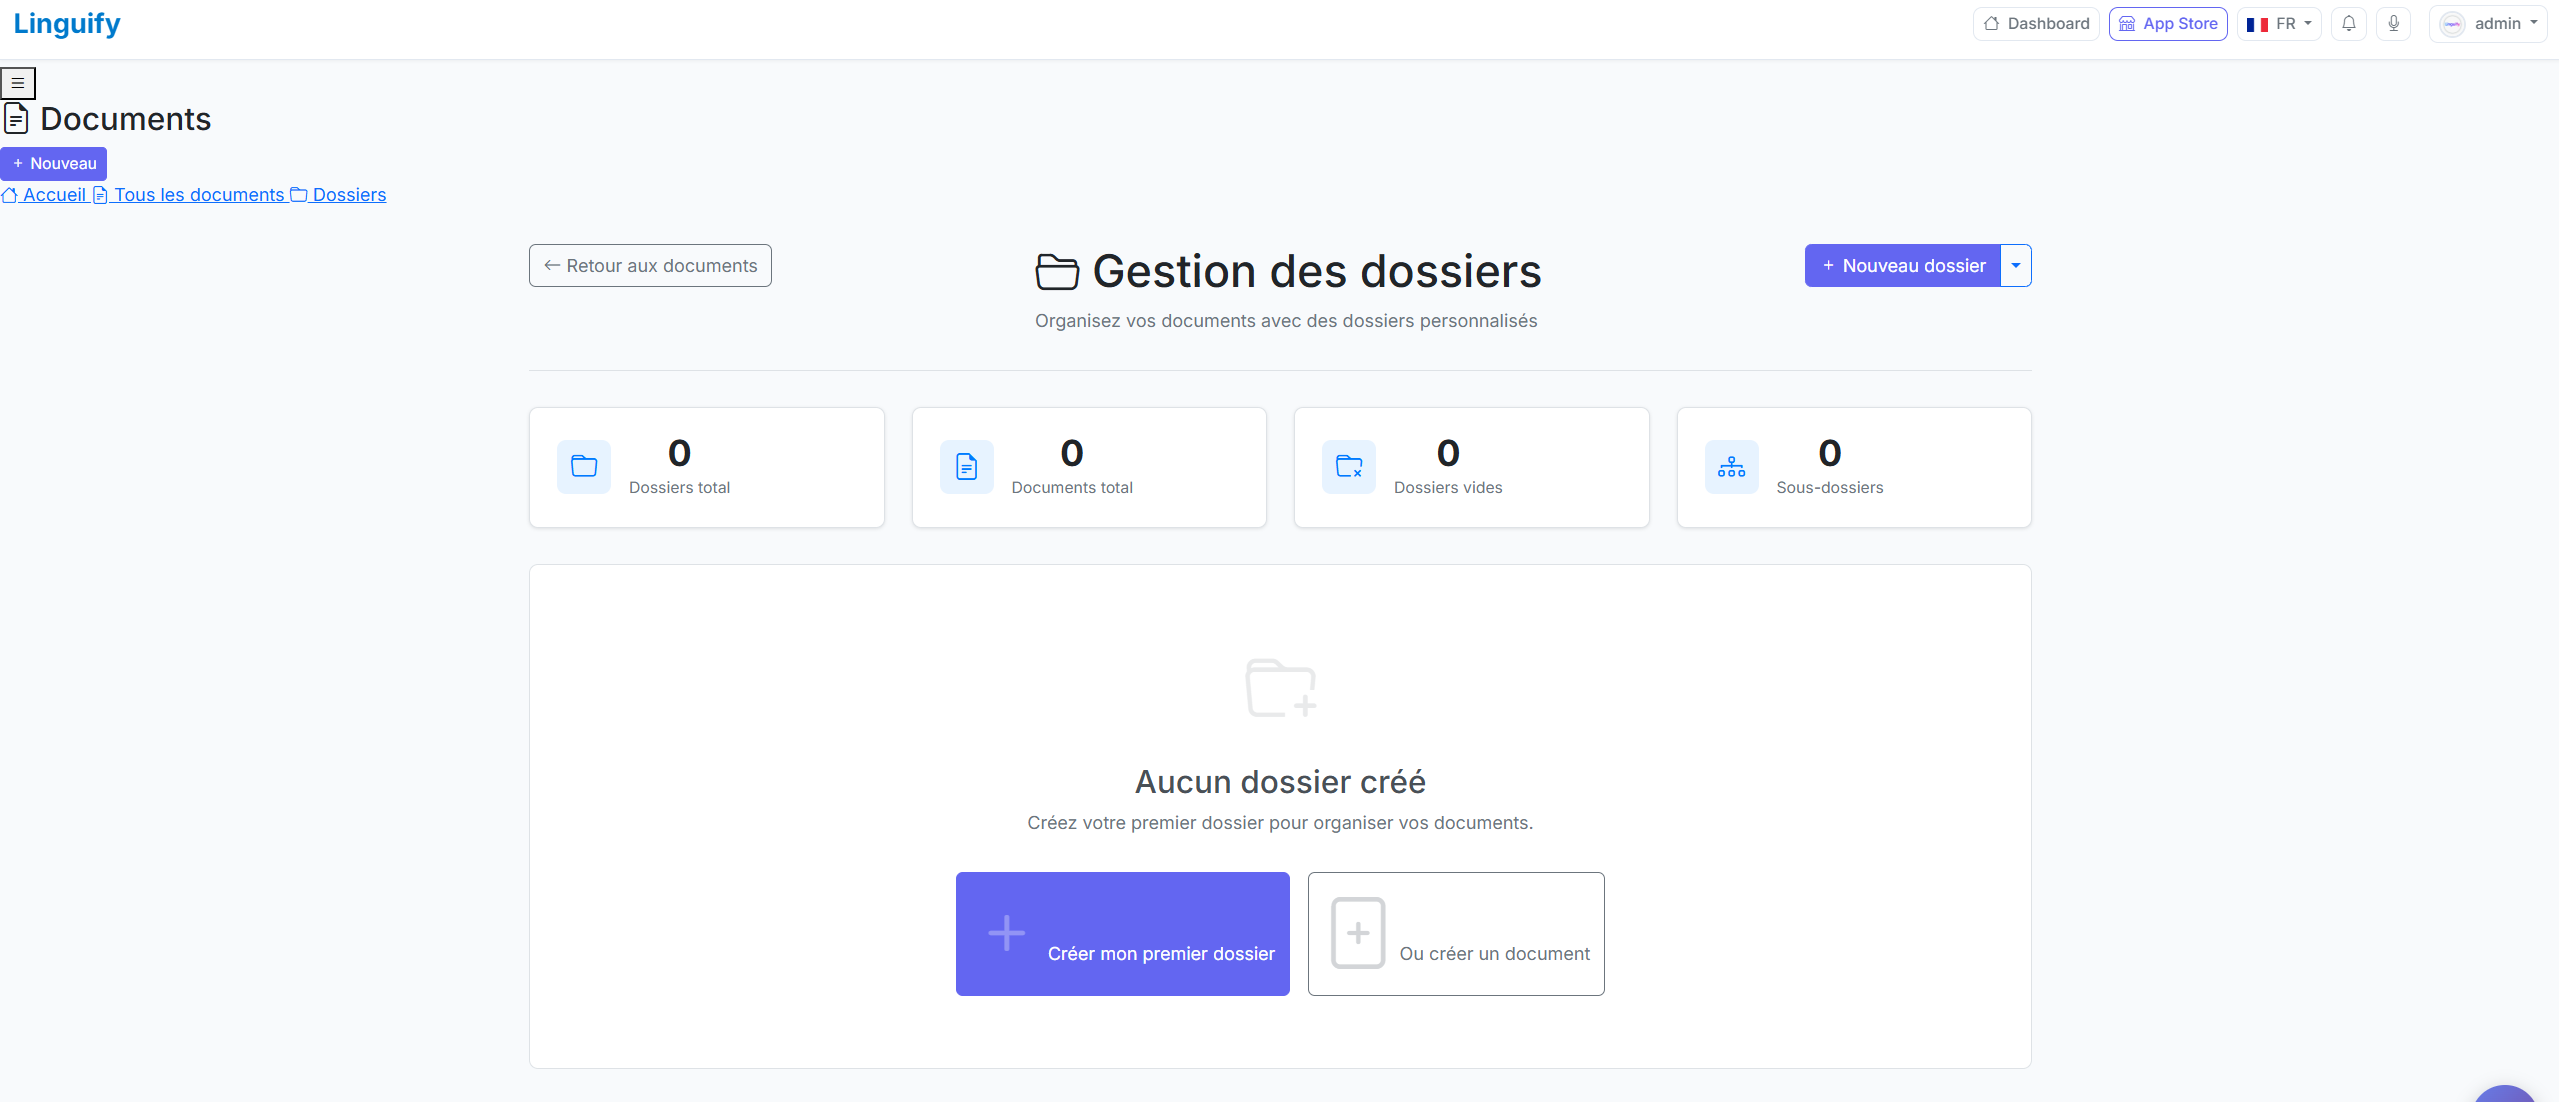 Linguify
Dashboard
App Store
FR
admin
Documents
+ Nouveau
Accueil Tous les documents Dossiers
Retour aux documents
Gestion des dossiers
+ Nouveau dossier
Organisez vos documents avec des dossiers personnalisés
0
Dossiers total
0
Documents total
0
Dossiers vides
0
Sous-dossiers
Aucun dossier créé
Créez votre premier dossier pour organiser vos documents.
Créer mon premier dossier
Ou créer un document